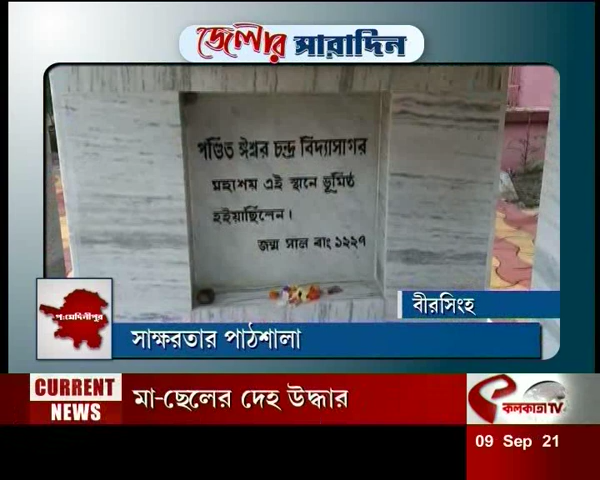 জেলার সারাদিন
পণ্ডিত ঈশ্বর চন্দ্র বিদ্যাসাগর
মহাশয় এই স্থানে ভূমিষ্ঠ
হইয়াছিলেন।
জন্ম সাল বাং ১২২৭
বীরসিংহ
পঃমেদিনীপুর
সাক্ষরতার পাঠশালা
CURRENT NEWS
মা-ছেলের দেহ উদ্ধার
কলকাতা TV
09 Sep 21